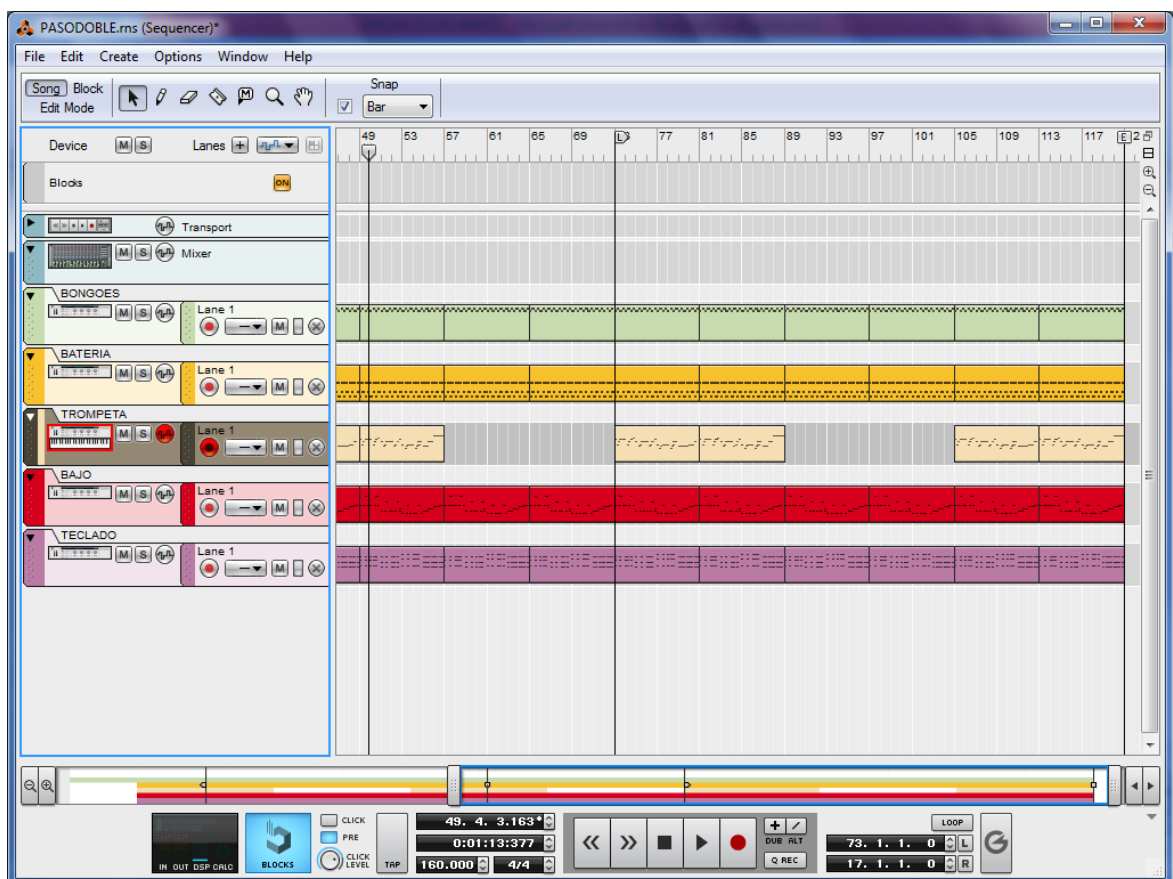 PASODOBLE.rns (Sequencer)*
File Edit Create Options Window Help
Song Block
Edit Mode
Snap
Bar
Device M S Lanes
49 53 57 61 65 69 L 77 81 85 89 93 97 101 105 109 113 117 E 2
Blocks ON
Transport
M S Mixer
BONGOES
M S Lane 1
M
BATERIA
M S Lane 1
M
TROMPETA
M S Lane 1
M
BAJO
M S Lane 1
M
TECLADO
M S Lane 1
M
IN OUT DSP CALC
BLOCKS
CLICK
PRE
CLICK
LEVEL
TAP
49. 4. 3.163*
0:01:13:377
160.000 4/4
DUB ALT
Q REC
LOOP
73. 1. 1. 0 L
17. 1. 1. 0 R